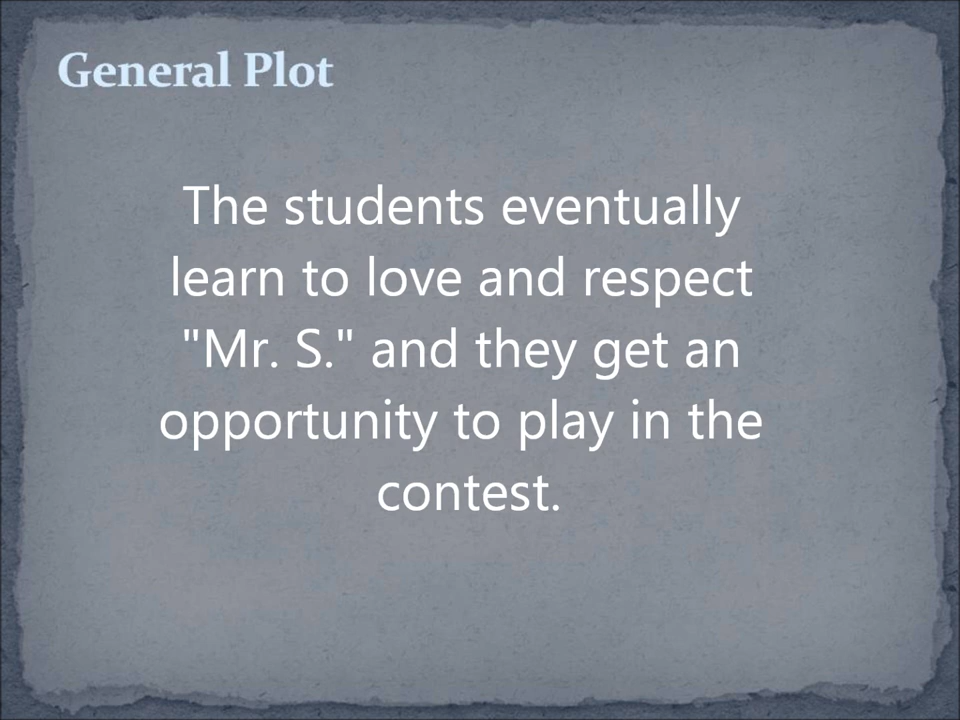 General Plot
The students eventually
learn to love and respect
"Mr. S." and they get an
opportunity to play in the
contest.